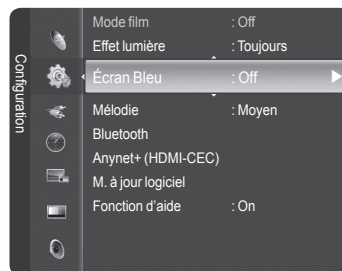 Configuration
Mode film : Off
Effet lumière : Toujours
Écran Bleu : Off
Mélodie : Moyen
Bluetooth
Anynet+ (HDMI-CEC)
M. à jour logiciel
Fonction d'aide : On